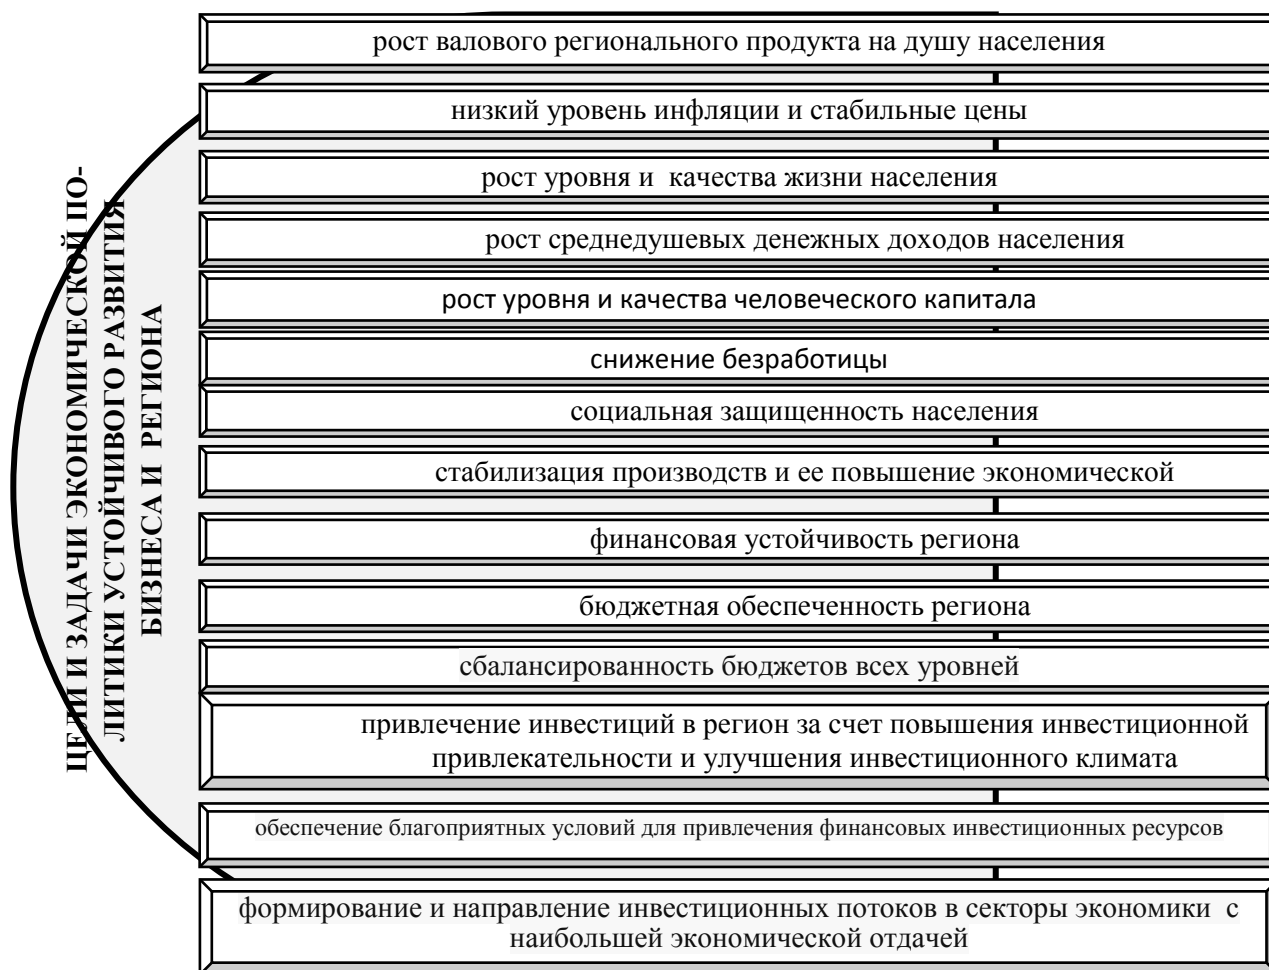 ЦЕЛИ И ЗАДАЧИ ЭКОНОМИЧЕСКОЙ ПО-
ЛИТИКИ УСТОЙЧИВОГО РАЗВИТИЯ
БИЗНЕСА И РЕГИОНА
рост валового регионального продукта на душу населения
низкий уровень инфляции и стабильные цены
рост уровня и качества жизни населения
рост среднедушевых денежных доходов населения
рост уровня и качества человеческого капитала
снижение безработицы
социальная защищенность населения
стабилизация производств и ее повышение экономической
финансовая устойчивость региона
бюджетная обеспеченность региона
сбалансированность бюджетов всех уровней
привлечение инвестиций в регион за счет повышения инвестиционной
привлекательности и улучшения инвестиционного климата
обеспечение благоприятных условий для привлечения финансовых инвестиционных ресурсов
формирование и направление инвестиционных потоков в секторы экономики с
наибольшей экономической отдачей